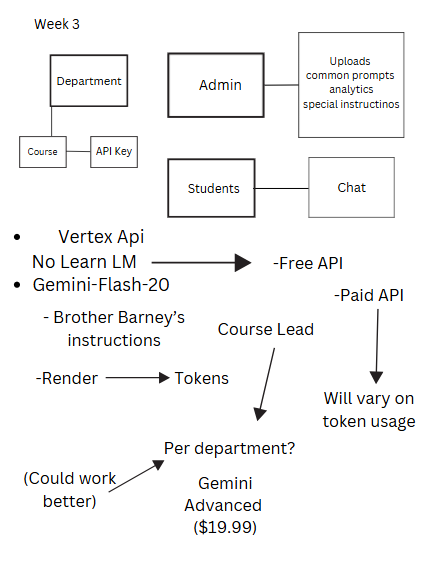 Week 3
Department
Course
API Key
Admin
Uploads
common prompts
analytics
special instructinos
Students
Chat
Vertex Api
No Learn LM
-Free API
Gemini-Flash-20
-Paid API
- Brother Barney's
instructions
Course Lead
-Render
Tokens
Will vary on
token usage
Per department?
(Could work
better)
Gemini
Advanced
($19.99)